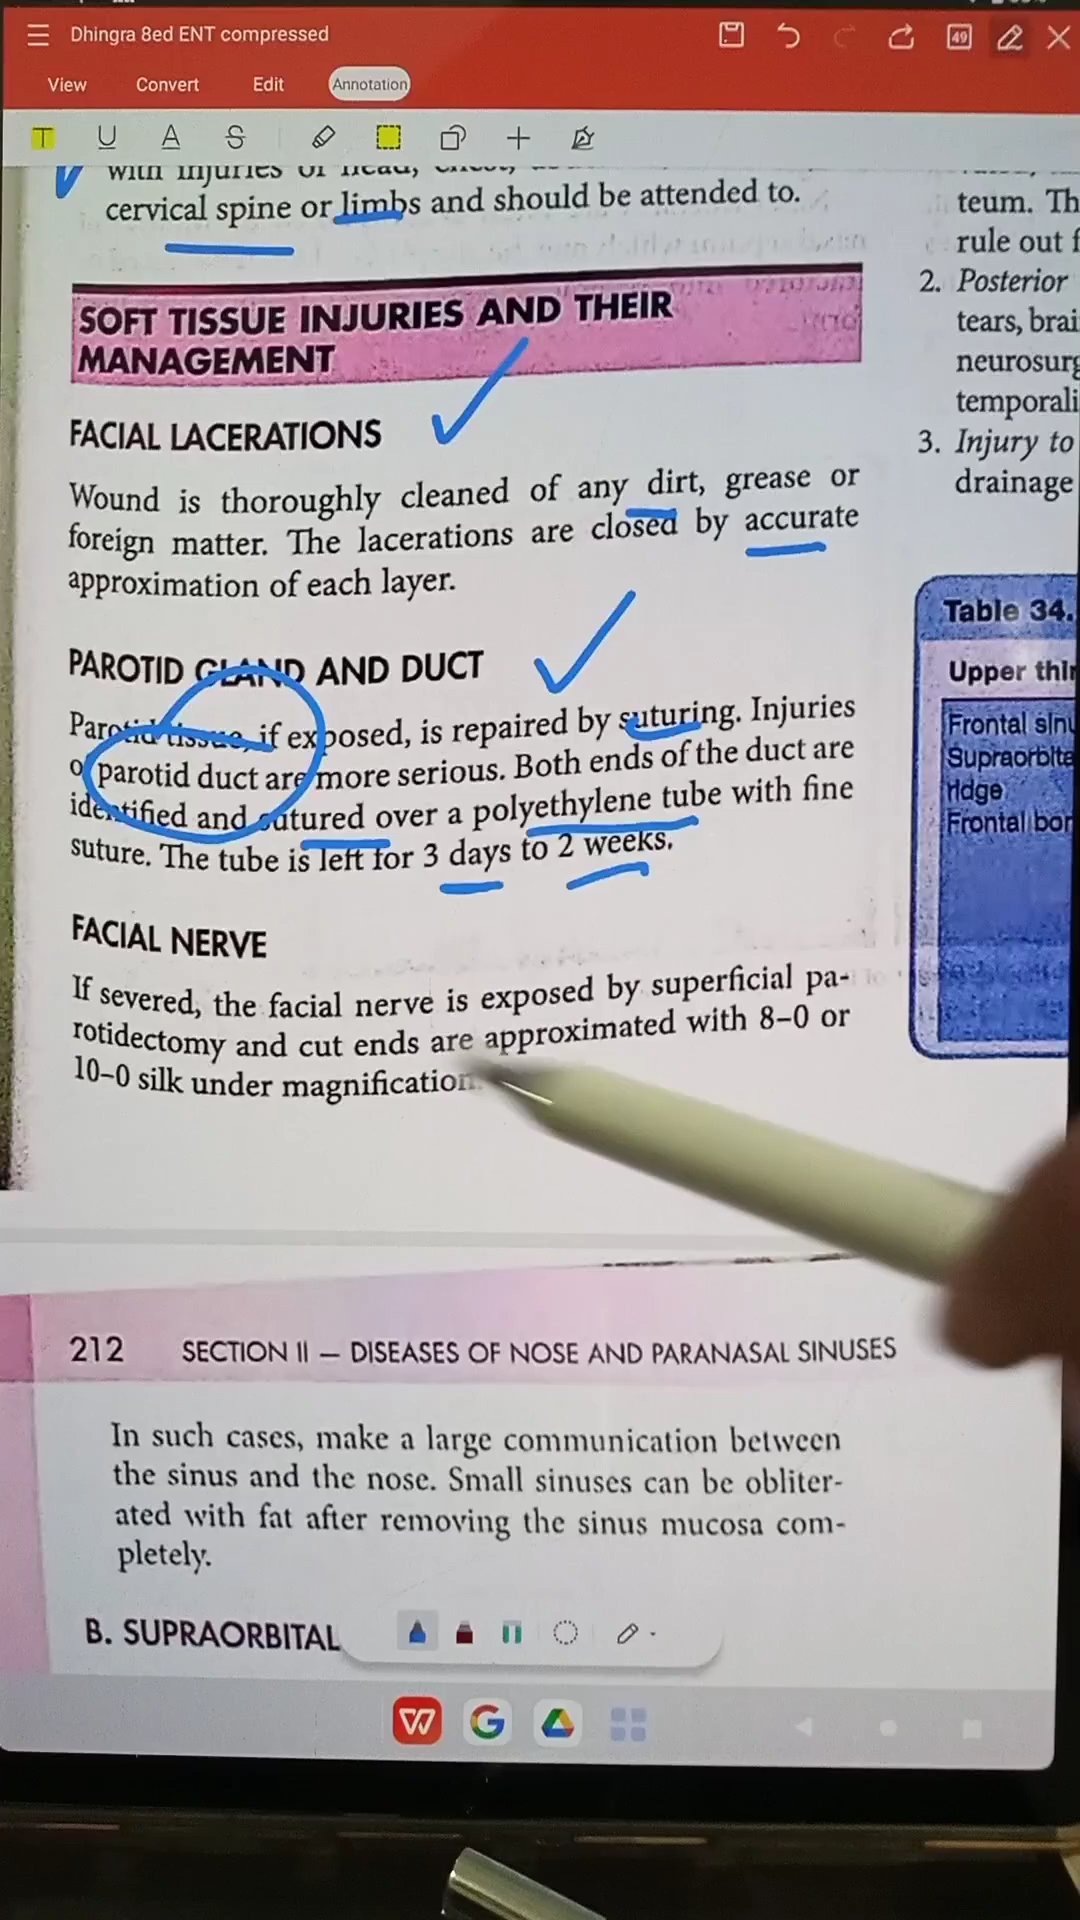 Dhingra 8ed ENT compressed
49
View Convert Edit Annotation
T U A S
with injuries of head,
cervical spine or limbs and should be attended to.
SOFT TISSUE INJURIES AND THEIR
MANAGEMENT
FACIAL LACERATIONS
Wound is thoroughly cleaned of any dirt, grease or
foreign matter. The lacerations are closed by accurate
approximation of each layer.
PAROTID GLAND AND DUCT
Parotid tissue, if exposed, is repaired by suturing. Injuries
parotid duct are more serious. Both ends of the duct are
identified and sutured over a polyethylene tube with fine
suture. The tube is left for 3 days to 2 weeks.
FACIAL NERVE
If severed, the facial nerve is exposed by superficial pa-
rotidectomy and cut ends are approximated with 8–0 or
10–0 silk under magnification
teum. Th
rule out f
2. Posterior
tears, brai
neurosurg
temporali
3. Injury to
drainage
Table 34.
Upper thir
Frontal sinu
Supraorbita
ridge
Frontal bor
212 SECTION II — DISEASES OF NOSE AND PARANASAL SINUSES
In such cases, make a large communication between
the sinus and the nose. Small sinuses can be obliter-
ated with fat after removing the sinus mucosa com-
pletely.
B. SUPRAORBITAL